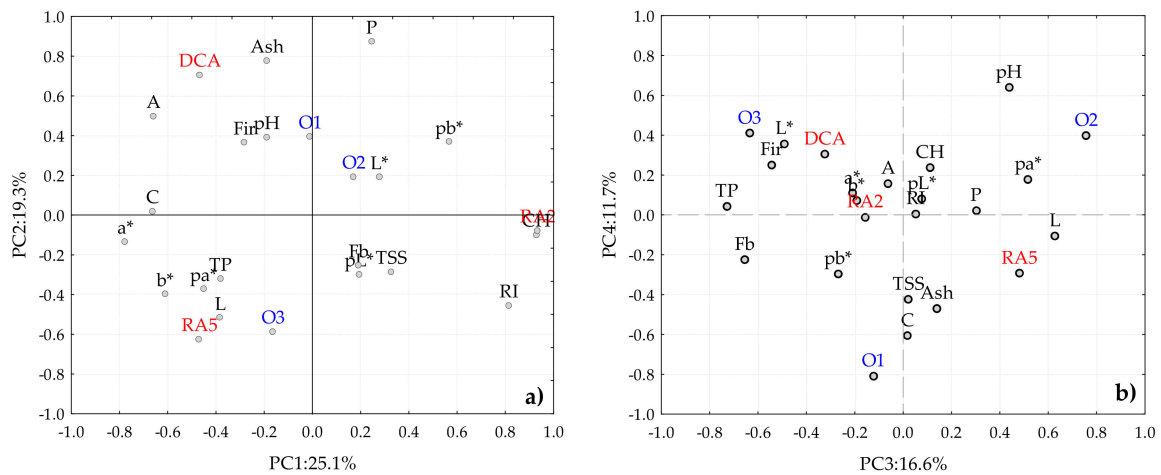 1.0
0.8
0.6
0.4
0.2
0.0
-0.2
-0.4
-0.6
-0.8
-1.0
PC2:19.3%
P
Ash
DCA
A
Fir
pH
O1
pb*
O2
L*
C
RA2
CH
a*
Fb
pL*
TSS
TP
pa*
b*
L
RI
RA5
O3
a)
-1.0 -0.8 -0.6 -0.4 -0.2 0.0 0.2 0.4 0.6 0.8 1.0
PC1:25.1%
1.0
0.8
0.6
0.4
0.2
0.0
-0.2
-0.4
-0.6
-0.8
-1.0
PC4:11.7%
pH
O3
L*
O2
DCA
Fir
CH
A
pa*
a*
b*
pL*
TP
RA2
RI
P
L
Fb
pb*
RA5
TSS
Ash
C
O1
b)
-1.0 -0.8 -0.6 -0.4 -0.2 0.0 0.2 0.4 0.6 0.8 1.0
PC3:16.6%